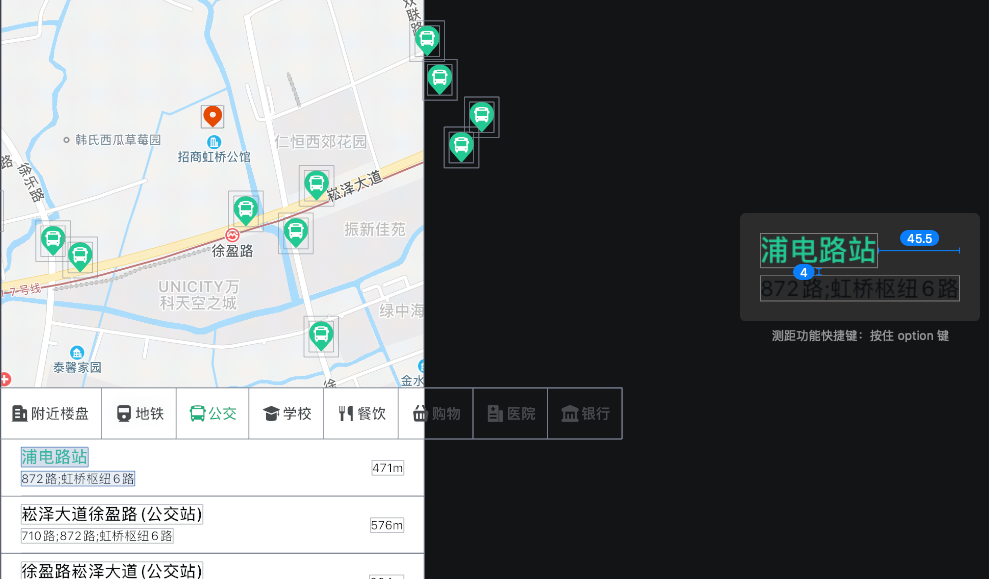 双联路
韩氏西瓜草莓园
招商虹桥公馆
仁恒西郊花园
路
徐乐路
崧泽大道
振新佳苑
徐盈路
17号线
UNICITY万
科天空之城
绿中海
泰馨家园
徐
金水
附近楼盘
地铁
公交
学校
餐饮
购物
医院
银行
浦电路站
872路;虹桥枢纽6路
471m
崧泽大道徐盈路(公交站)
710路;872路;虹桥枢纽6路
576m
徐盈路崧泽大道(公交站)
浦电路站
45.5
4
872路;虹桥枢纽6路
测距功能快捷键：按住 option 键